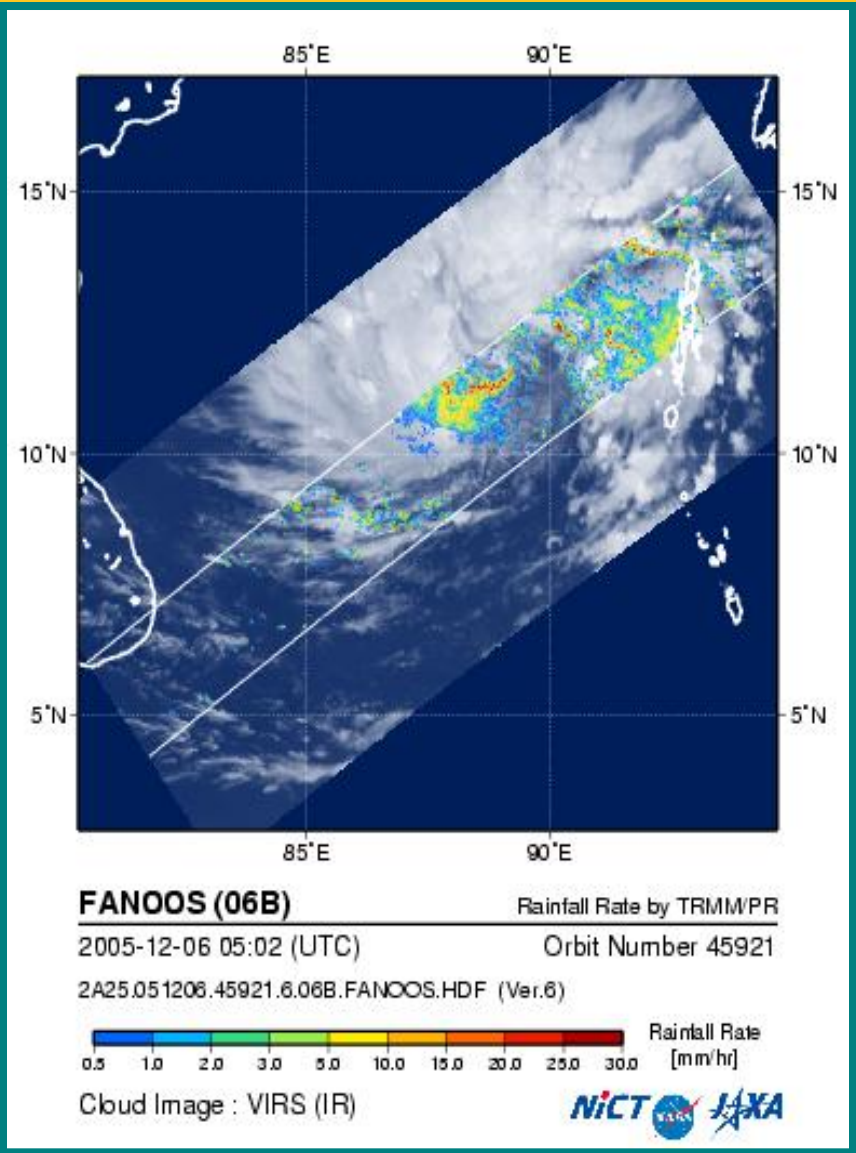 85°E 90°E
15°N 15°N
10°N 10°N
5°N 5°N
85°E 90°E
FANOOS (06B) Rainfall Rate by TRMM/PR
2005-12-06 05:02 (UTC) Orbit Number 45921
2A25.051206.45921.6.06B.FANOOS.HDF (Ver.6)
Rainfall Rate
0.5 1.0 2.0 3.0 5.0 10.0 15.0 20.0 25.0 30.0 [mm/hr]
Cloud Image : VIRS (IR) NiCT NASA JAXA